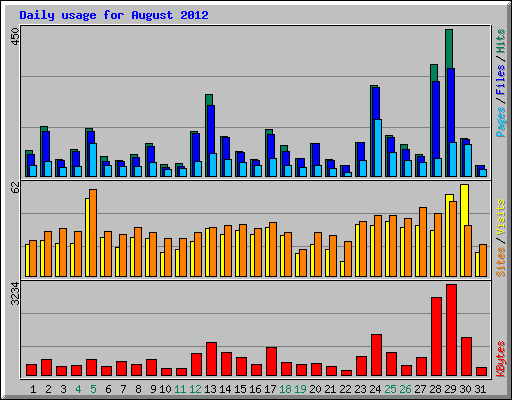 Daily usage for August 2012
450
Pages / Files / Hits
62
Sites / Visits
3234
KBytes
1 2 3 4 5 6 7 8 9 10 11 12 13 14 15 16 17 18 19 20 21 22 23 24 25 26 27 28 29 30 31